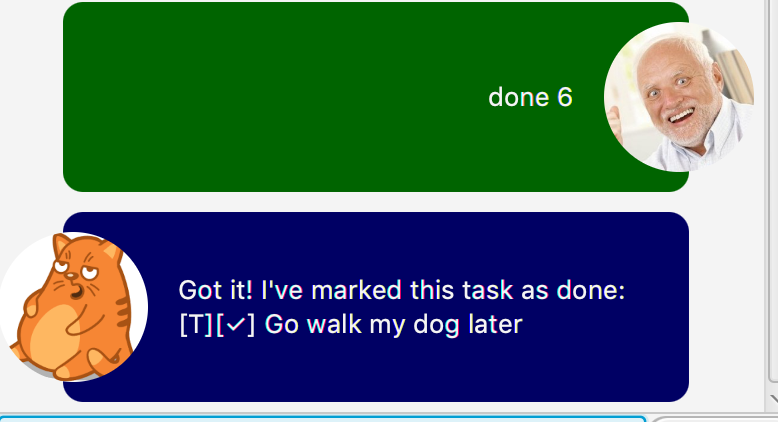 done 6
Got it! I've marked this task as done:
[T][✓] Go walk my dog later